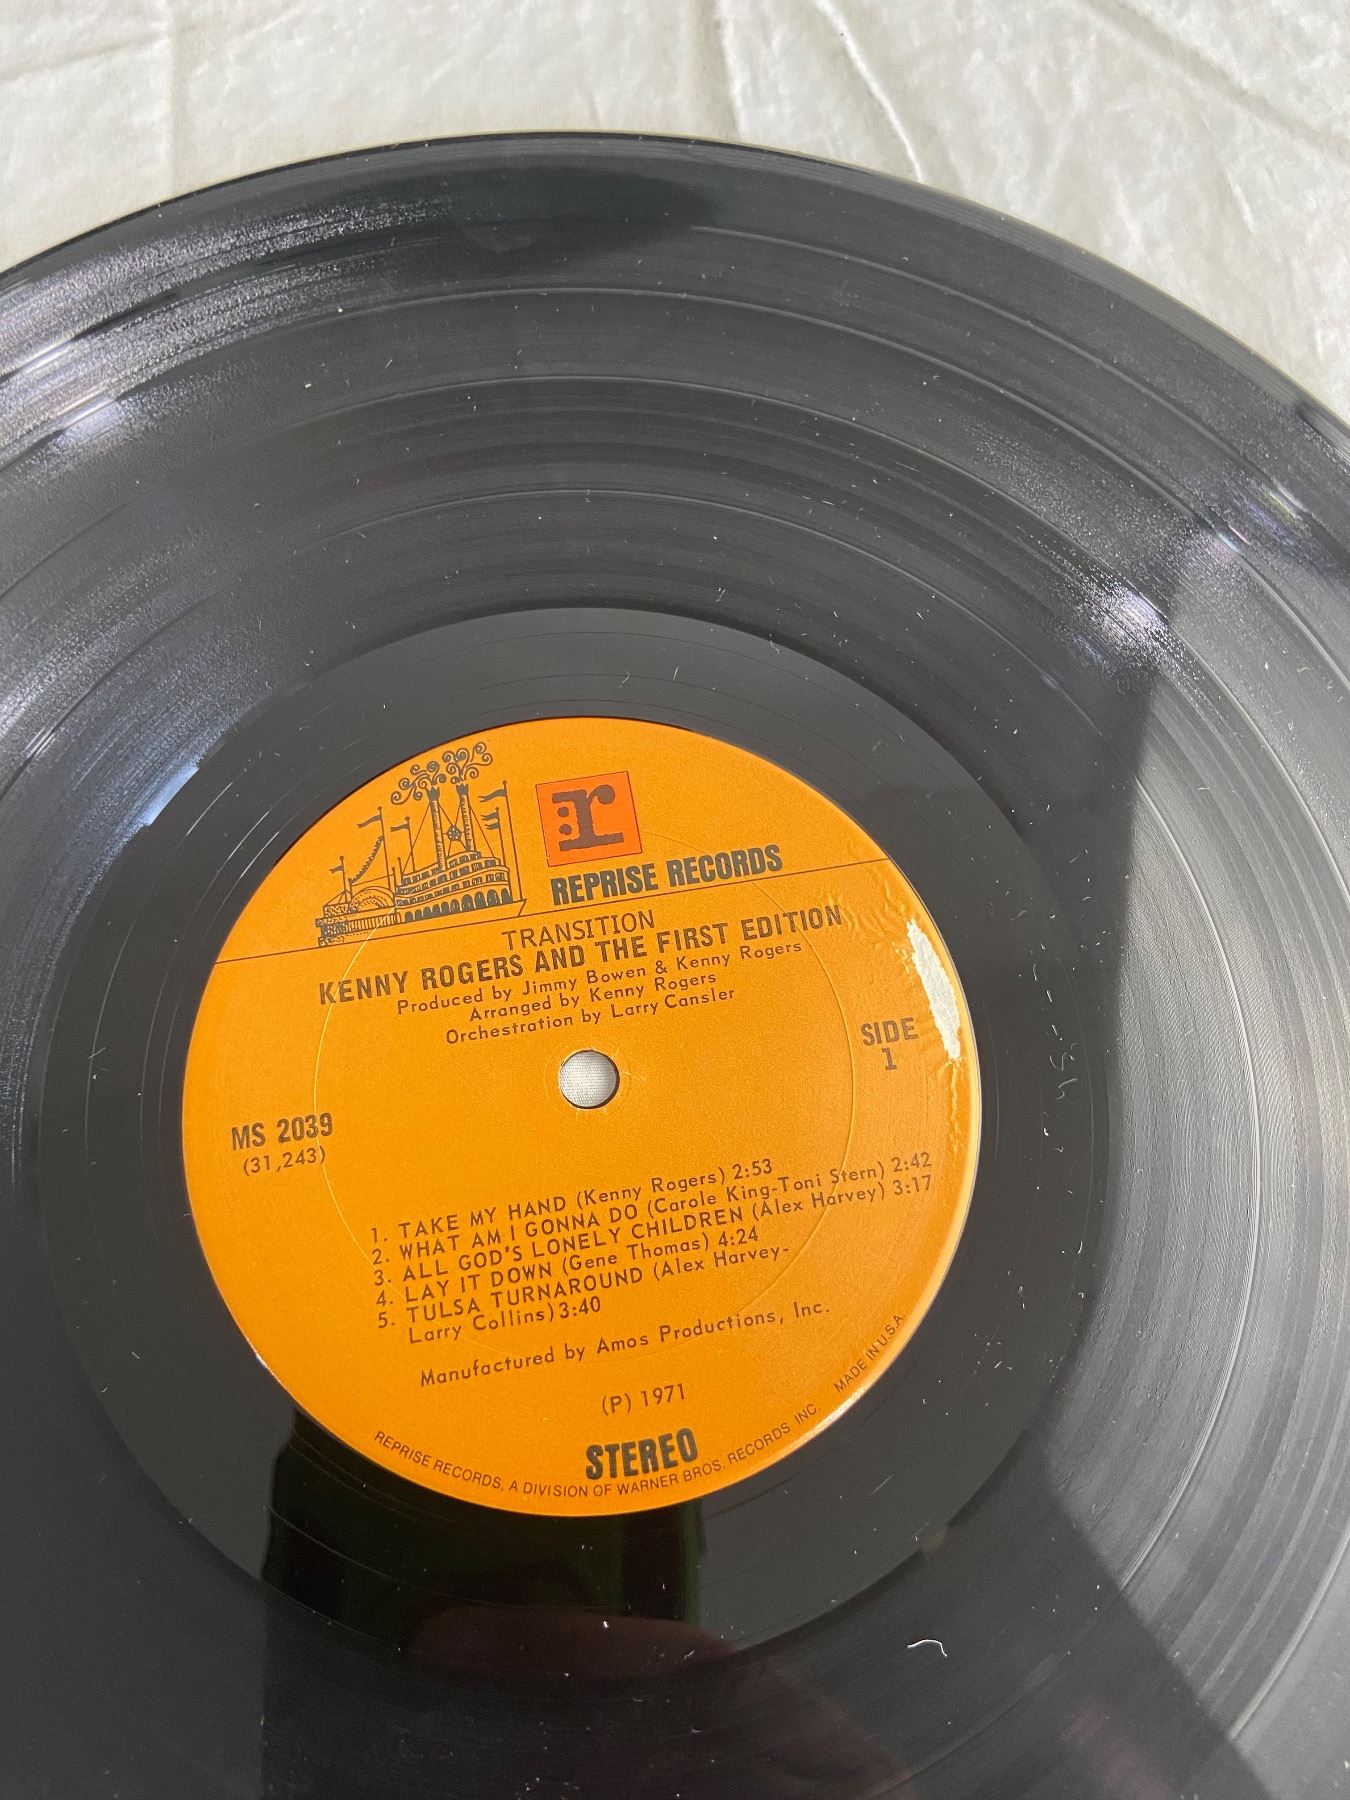 :r
REPRISE RECORDS
TRANSITION
KENNY ROGERS AND THE FIRST EDITION
Produced by Jimmy Bowen & Kenny Rogers
Arranged by Kenny Rogers
Orchestration by Larry Cansler
SIDE
1
MS 2039
(31,243)
1. TAKE MY HAND (Kenny Rogers) 2:53
2. WHAT AM I GONNA DO (Carole King-Toni Stern) 2:42
3. ALL GOD'S LONELY CHILDREN (Alex Harvey) 3:17
4. LAY IT DOWN (Gene Thomas) 4:24
5. TULSA TURNAROUND (Alex Harvey-
Larry Collins) 3:40
Manufactured by Amos Productions, Inc.
(P) 1971
STEREO
REPRISE RECORDS, A DIVISION OF WARNER BROS. RECORDS INC. MADE IN U.S.A.